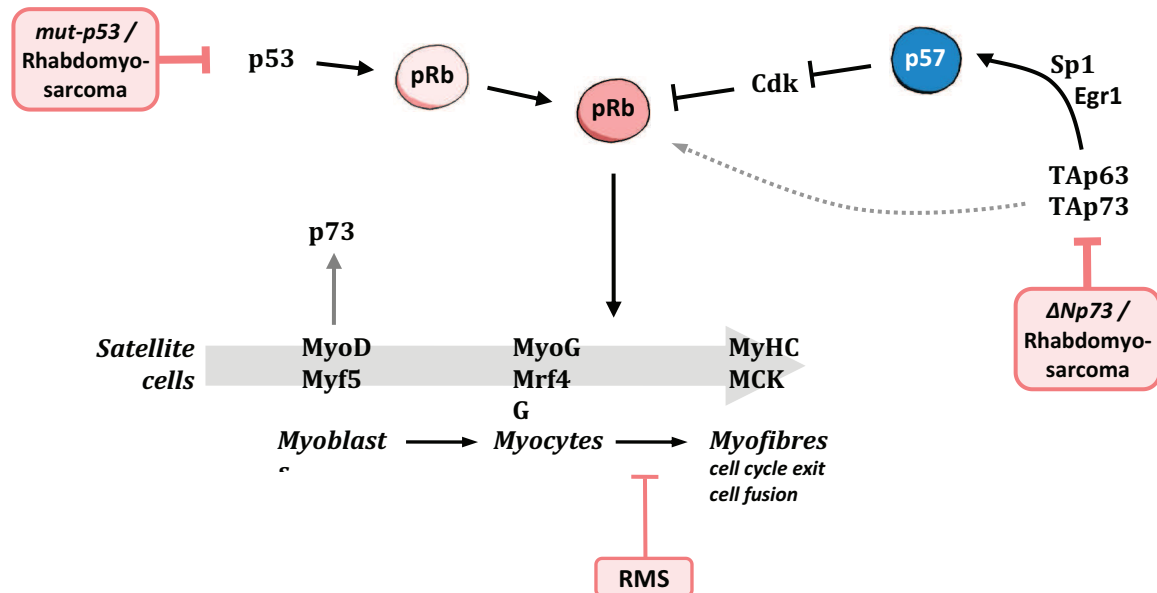 mut-p53 /
Rhabdomyo-
sarcoma
p53
pRb
pRb
Cdk
p57
Sp1
Egr1
TAp63
TAp73
ΔNp73 /
Rhabdomyo-
sarcoma
p73
Satellite
cells
MyoD
Myf5
MyoG
Mrf4
G
MyHC
MCK
Myoblast
Myocytes
Myofibres
cell cycle exit
cell fusion
RMS